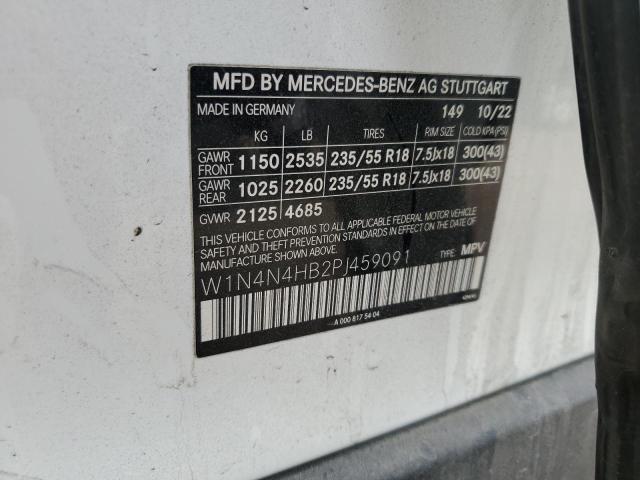 MFD BY MERCEDES-BENZ AG STUTTGART
MADE IN GERMANY 149 10/22
KG LB TIRES RIM SIZE COLD KPA (PSI)
GAWR FRONT 1150 2535 235/55 R18 7.5Jx18 300(43)
GAWR REAR 1025 2260 235/55 R18 7.5Jx18 300(43)
GVWR 2125 4685
THIS VEHICLE CONFORMS TO ALL APPLICABLE FEDERAL MOTOR VEHICLE
SAFETY AND THEFT PREVENTION STANDARDS IN EFFECT ON THE DATE OF
MANUFACTURE SHOWN ABOVE. MPV
W1N4N4HB2PJ459091
A 000 817 54 04